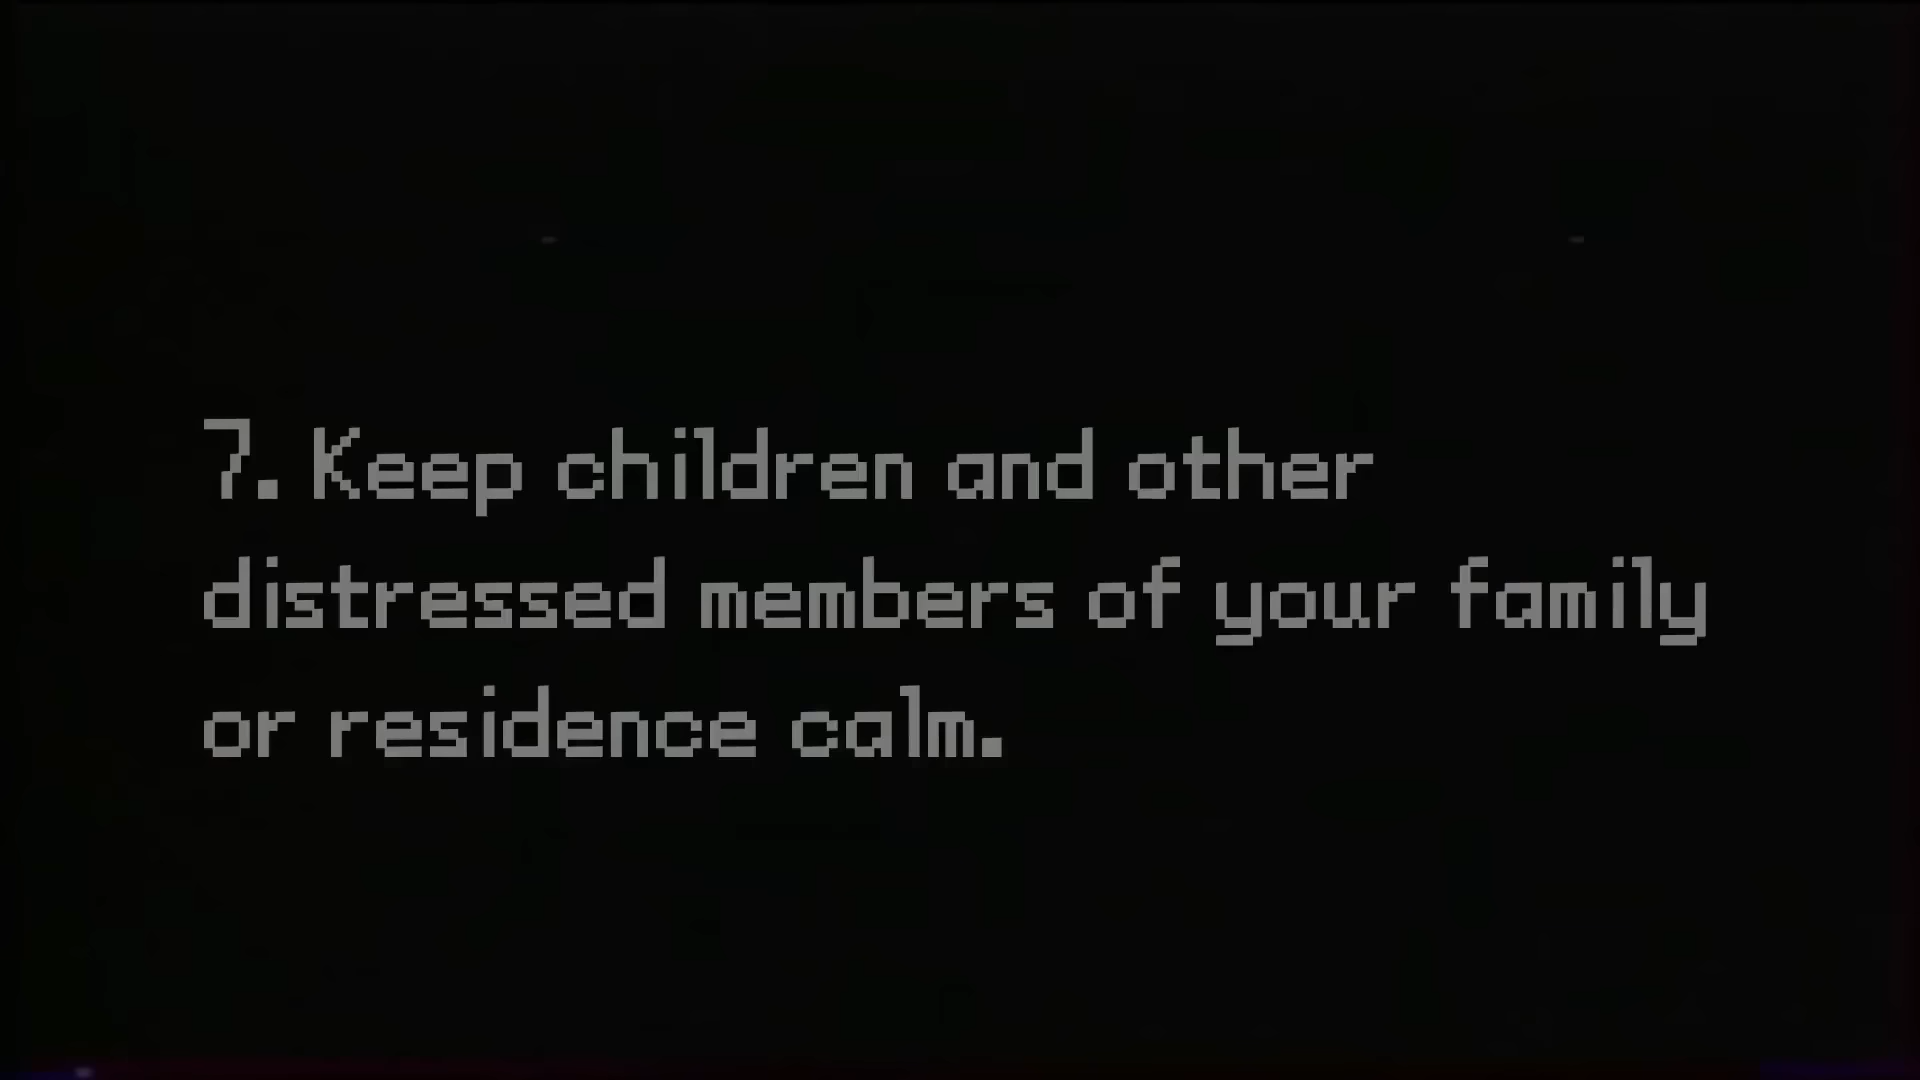 7. Keep children and other
distressed members of your family
or residence calm.